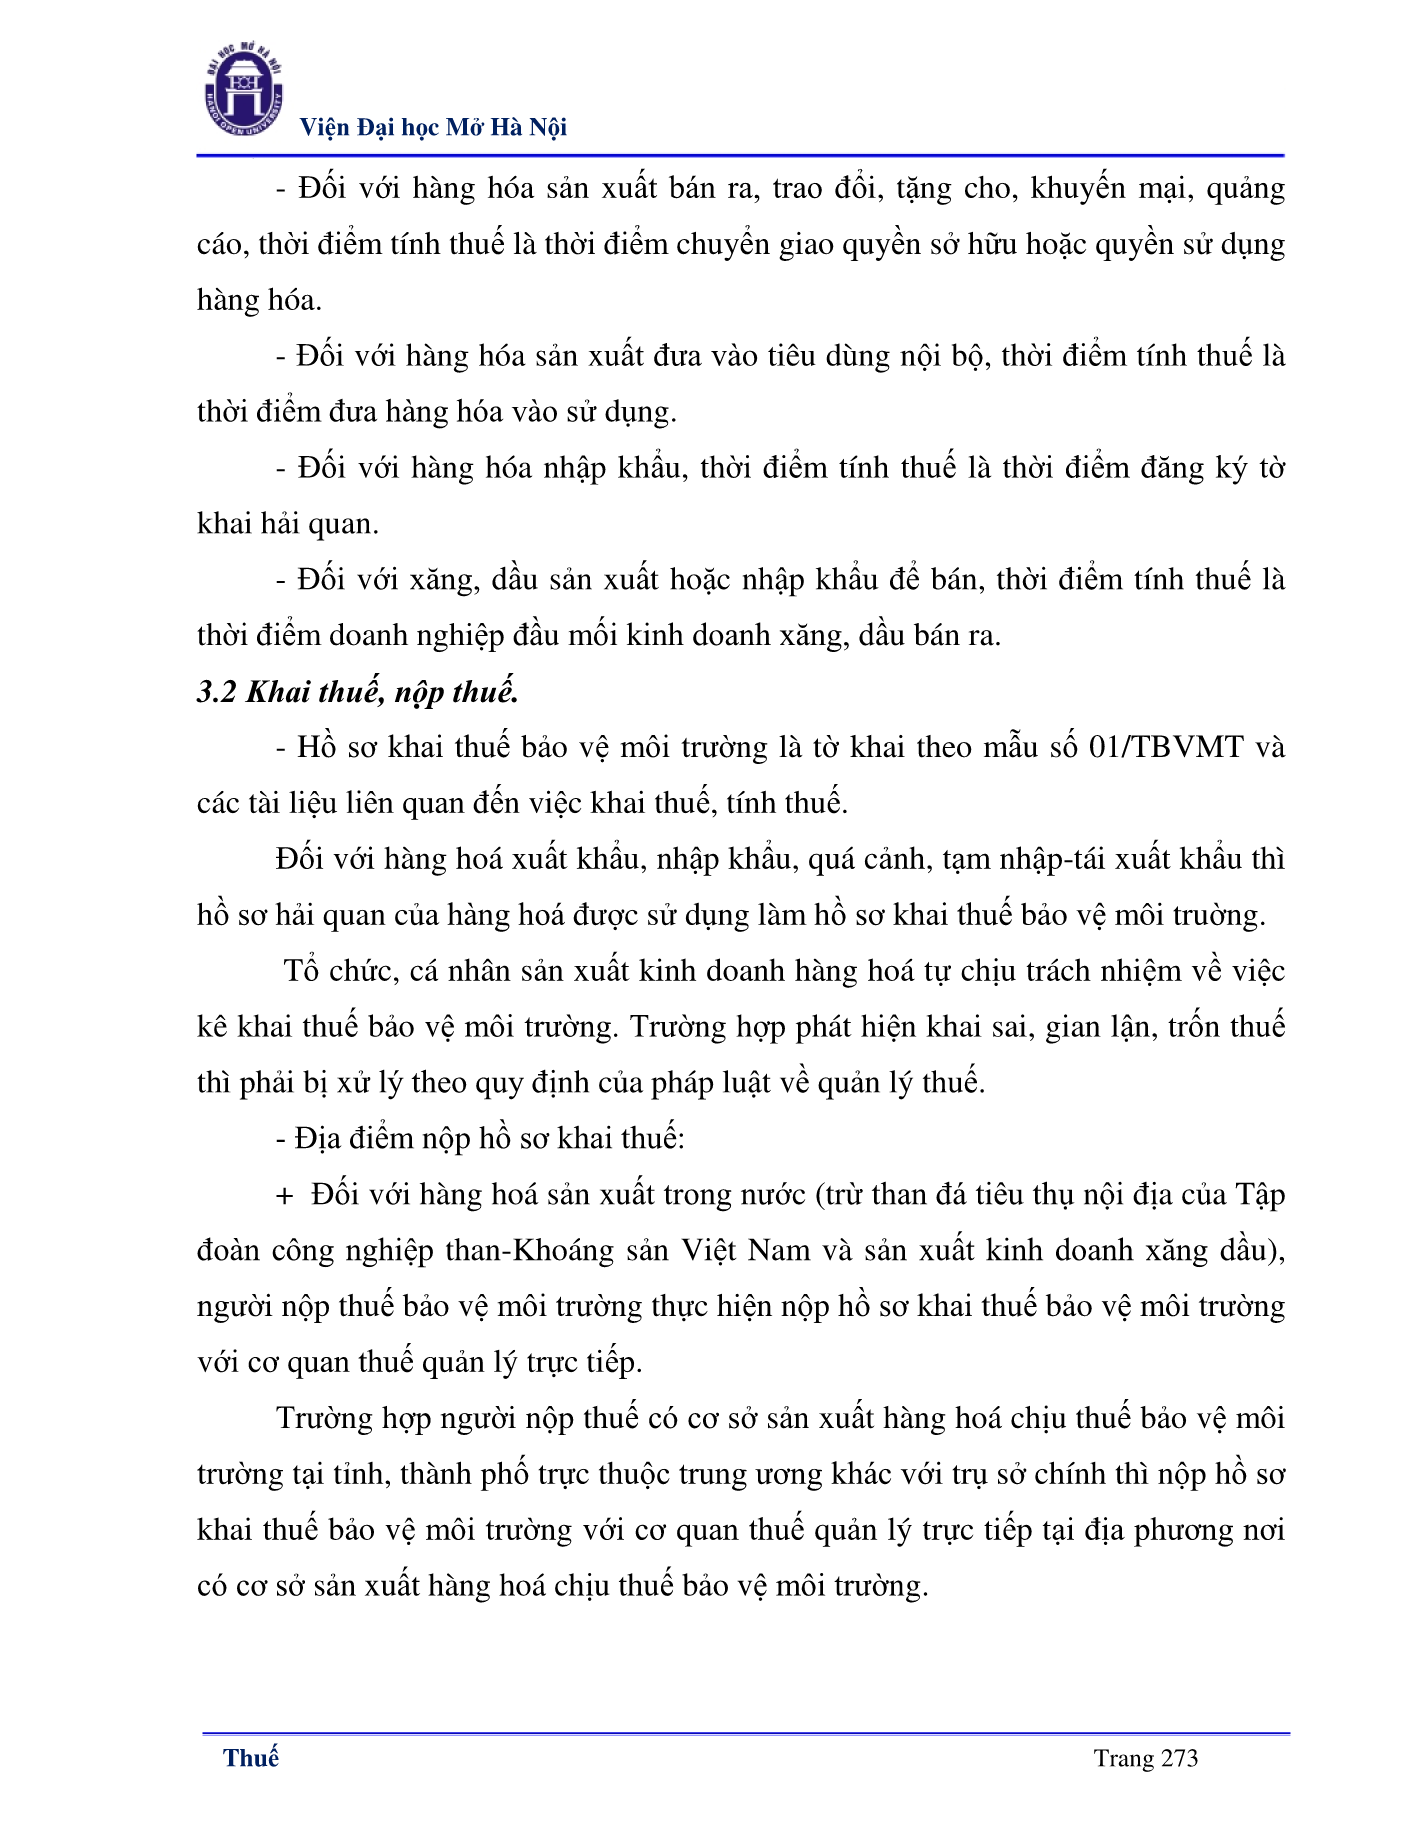 ĐẠI HỌC MỞ HÀ NỘI
HANOI OPEN UNIVERSITY
Viện Đại học Mở Hà Nội
- Đối với hàng hóa sản xuất bán ra, trao đổi, tặng cho, khuyến mại, quảng
cáo, thời điểm tính thuế là thời điểm chuyển giao quyền sở hữu hoặc quyền sử dụng
hàng hóa.
- Đối với hàng hóa sản xuất đưa vào tiêu dùng nội bộ, thời điểm tính thuế là
thời điểm đưa hàng hóa vào sử dụng.
- Đối với hàng hóa nhập khẩu, thời điểm tính thuế là thời điểm đăng ký tờ
khai hải quan.
- Đối với xăng, dầu sản xuất hoặc nhập khẩu để bán, thời điểm tính thuế là
thời điểm doanh nghiệp đầu mối kinh doanh xăng, dầu bán ra.
3.2 Khai thuế, nộp thuế.
- Hồ sơ khai thuế bảo vệ môi trường là tờ khai theo mẫu số 01/TBVMT và
các tài liệu liên quan đến việc khai thuế, tính thuế.
Đối với hàng hoá xuất khẩu, nhập khẩu, quá cảnh, tạm nhập-tái xuất khẩu thì
hồ sơ hải quan của hàng hoá được sử dụng làm hồ sơ khai thuế bảo vệ môi truờng.
Tổ chức, cá nhân sản xuất kinh doanh hàng hoá tự chịu trách nhiệm về việc
kê khai thuế bảo vệ môi trường. Trường hợp phát hiện khai sai, gian lận, trốn thuế
thì phải bị xử lý theo quy định của pháp luật về quản lý thuế.
- Địa điểm nộp hồ sơ khai thuế:
+ Đối với hàng hoá sản xuất trong nước (trừ than đá tiêu thụ nội địa của Tập
đoàn công nghiệp than-Khoáng sản Việt Nam và sản xuất kinh doanh xăng dầu),
người nộp thuế bảo vệ môi trường thực hiện nộp hồ sơ khai thuế bảo vệ môi trường
với cơ quan thuế quản lý trực tiếp.
Trường hợp người nộp thuế có cơ sở sản xuất hàng hoá chịu thuế bảo vệ môi
trường tại tỉnh, thành phố trực thuộc trung ương khác với trụ sở chính thì nộp hồ sơ
khai thuế bảo vệ môi trường với cơ quan thuế quản lý trực tiếp tại địa phương nơi
có cơ sở sản xuất hàng hoá chịu thuế bảo vệ môi trường.
Thuế
Trang 273